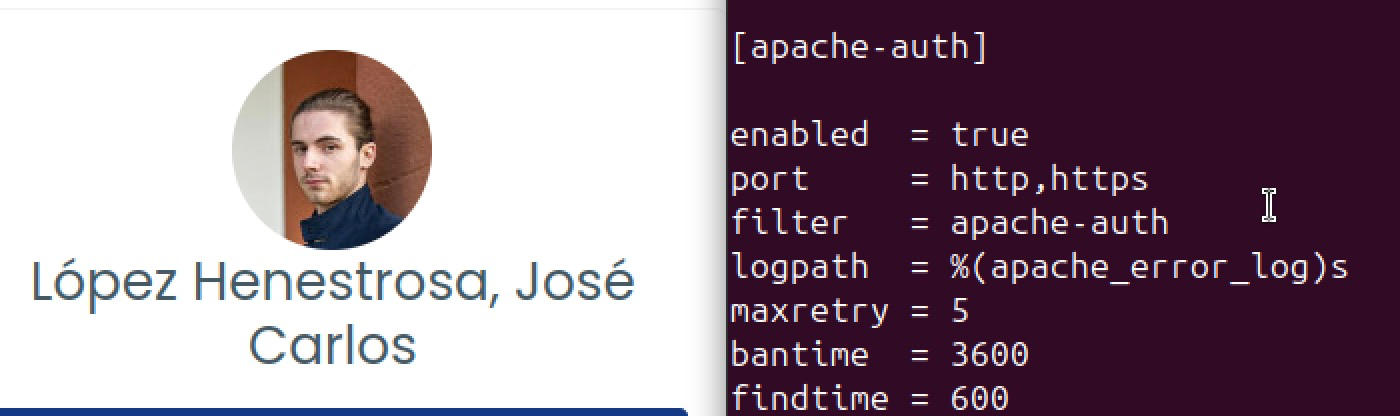 López Henestrosa, José
Carlos
[apache-auth]
enabled  = true
port     = http,https
filter   = apache-auth
logpath  = %(apache_error_log)s
maxretry = 5
bantime  = 3600
findtime = 600